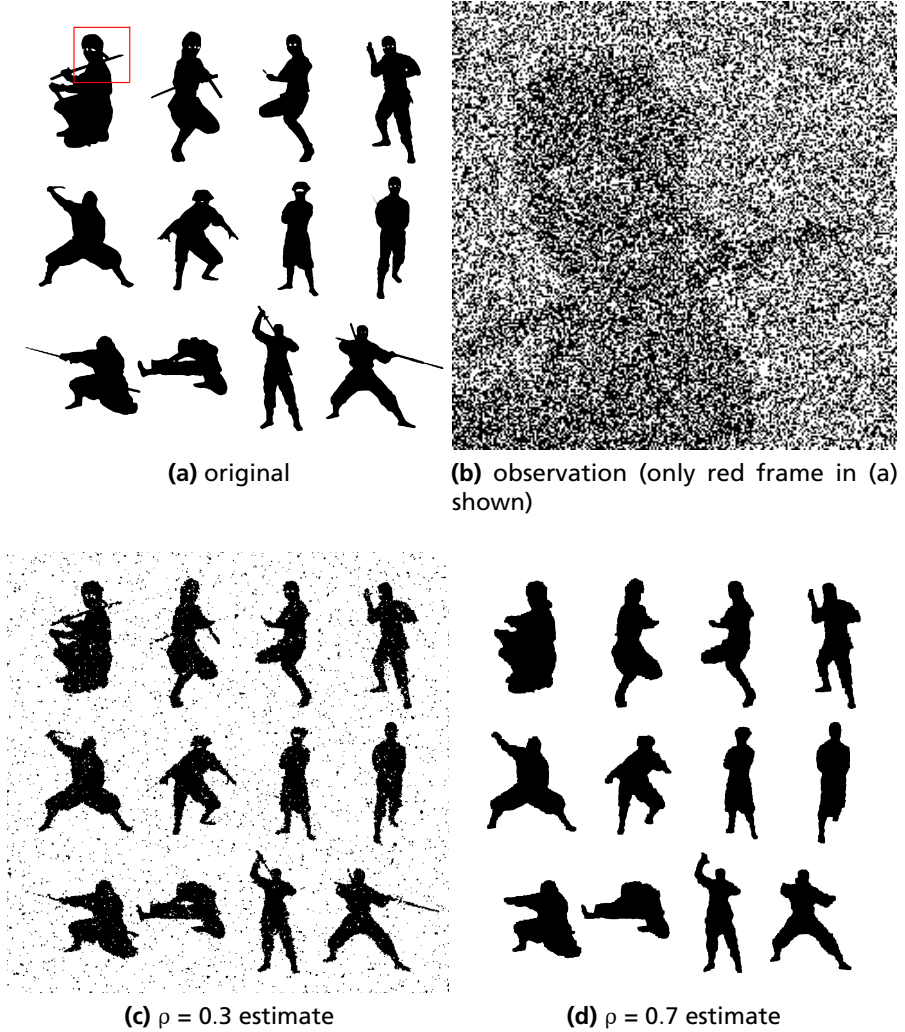 (a) original
(b) observation (only red frame in (a)
shown)
(c) ρ = 0.3 estimate
(d) ρ = 0.7 estimate